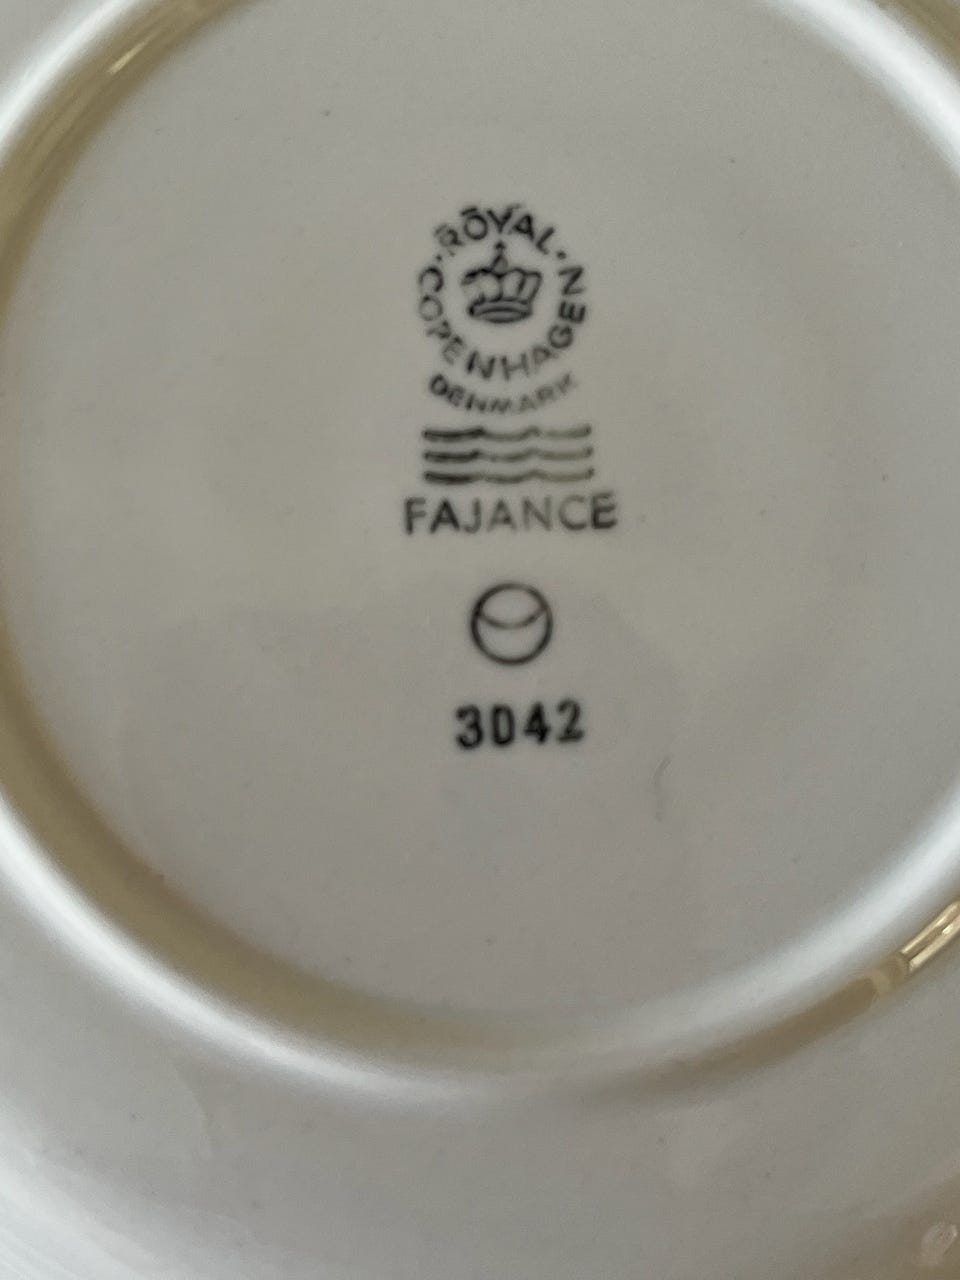 ROYAL
COPENHAGEN
DENMARK
FAJANCE
3042